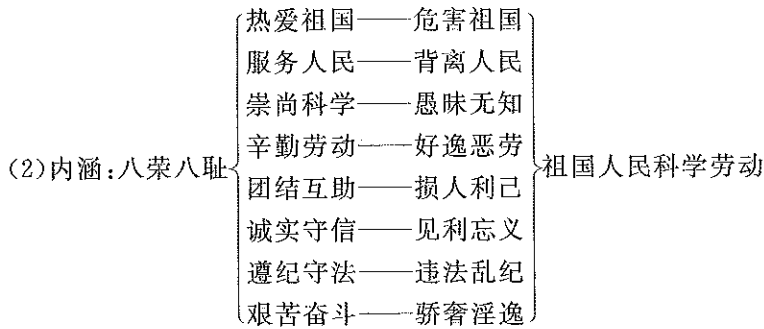 热爱祖国——危害祖国
服务人民——背离人民
崇尚科学——愚昧无知
辛勤劳动——好逸恶劳
(2)内涵:八荣八耻 祖国人民科学劳动
团结互助——损人利己
诚实守信——见利忘义
遵纪守法——违法乱纪
艰苦奋斗——骄奢淫逸